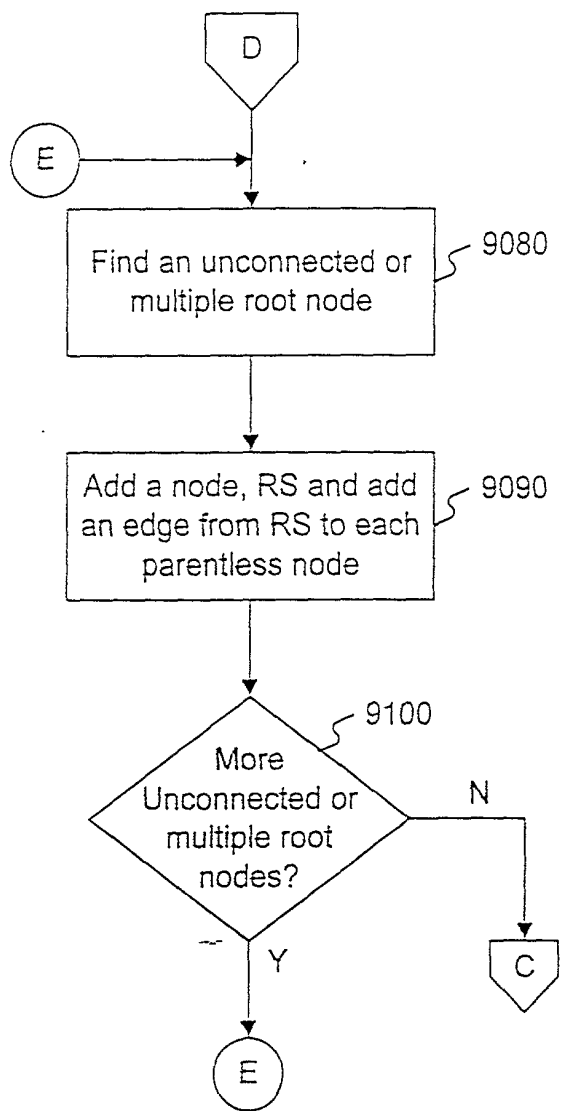 D
E
Find an unconnected or
multiple root node
9080
Add a node, RS and add
an edge from RS to each
parentless node
9090
9100
More
Unconnected or
multiple root
nodes?
N
Y
C
E